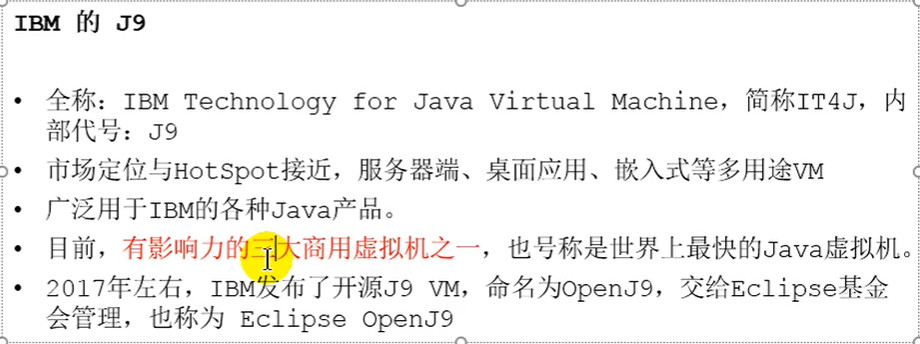 IBM 的 J9
• 全称：IBM Technology for Java Virtual Machine，简称IT4J，内
部代号：J9
• 市场定位与HotSpot接近，服务器端、桌面应用、嵌入式等多用途VM
• 广泛用于IBM的各种Java产品。
• 目前，有影响力的三大商用虚拟机之一，也号称是世界上最快的Java虚拟机。
• 2017年左右，IBM发布了开源J9 VM，命名为OpenJ9，交给Eclipse基金
会管理，也称为 Eclipse OpenJ9